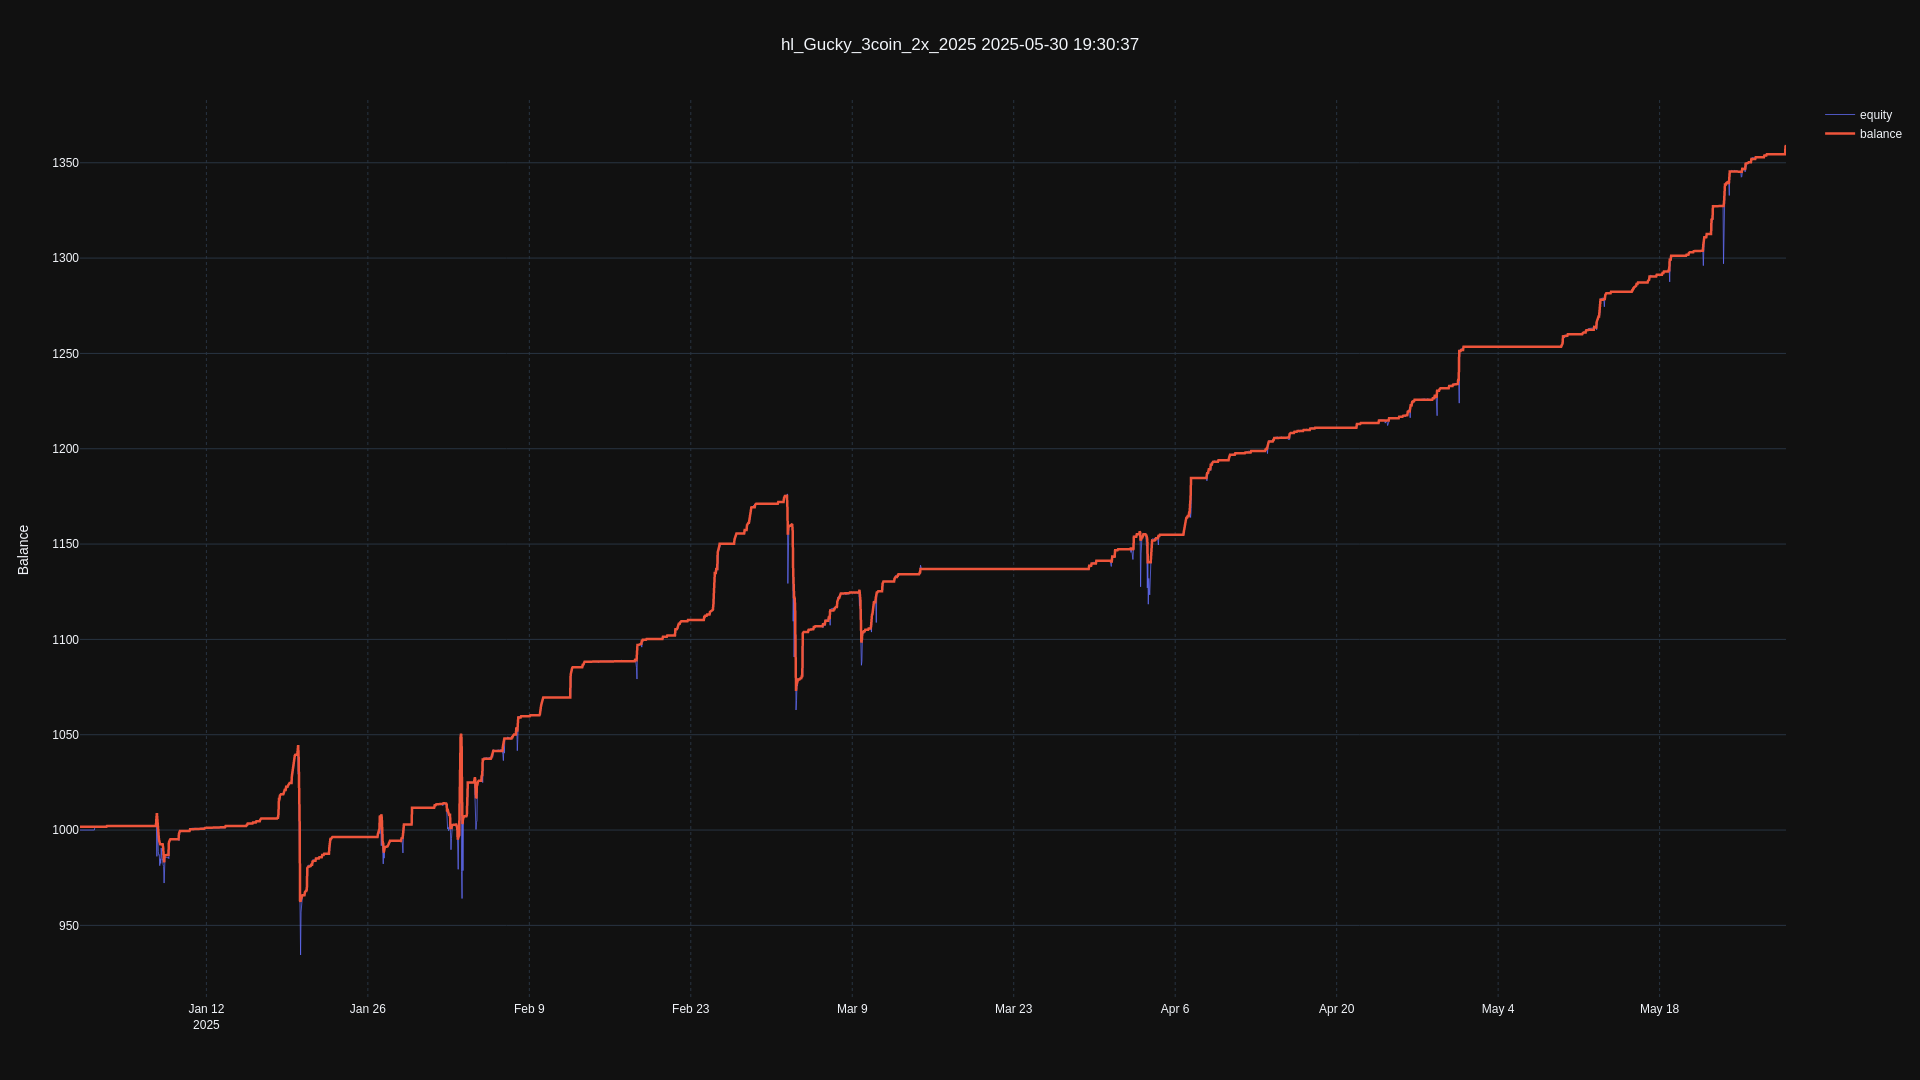 hl_Gucky_3coin_2x_2025 2025-05-30 19:30:37
equity
balance
Balance
1350
1300
1250
1200
1150
1100
1050
1000
950
Jan 12
2025
Jan 26
Feb 9
Feb 23
Mar 9
Mar 23
Apr 6
Apr 20
May 4
May 18